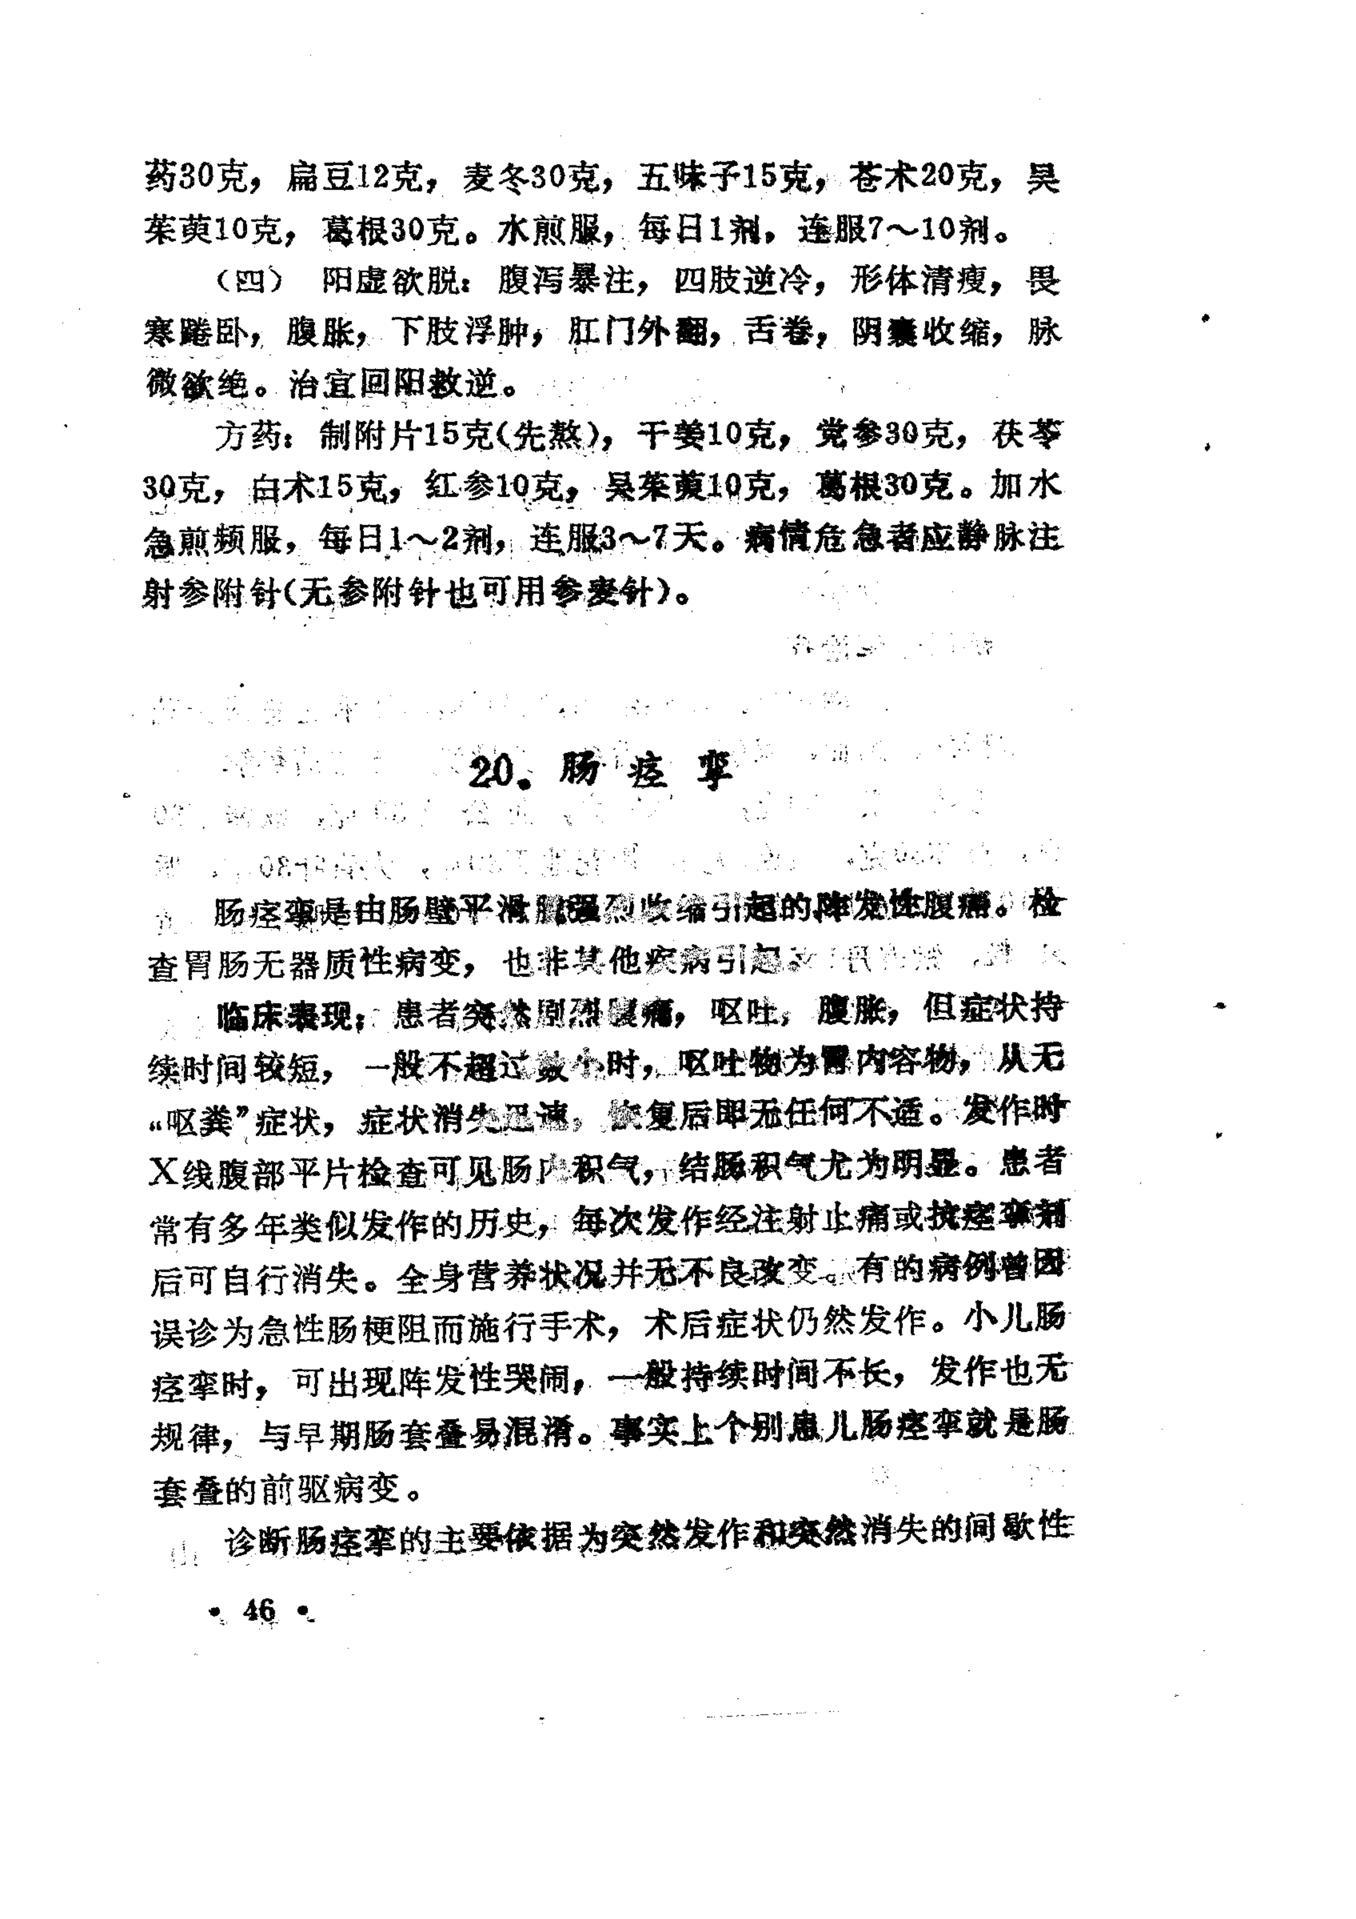 药30克，扁豆12克，麦冬30克，五味子15克，苍术20克，吴
茱萸10克，葛根30克。水煎服，每日1剂，连服7～10剂。
（四） 阳虚欲脱：腹泻暴注，四肢逆冷，形体清瘦，畏
寒踡卧，腹胀，下肢浮肿，肛门外翻，舌卷，阴囊收缩，脉
微欲绝。治宜回阳救逆。
方药：制附片15克(先熬)，干姜10克，党参30克，茯苓
30克，白术15克，红参10克，吴茱萸10克，葛根30克。加水
急煎频服，每日1～2剂，连服3～7天。病情危急者应静脉注
射参附针(无参附针也可用参麦针)。
20．肠痉挛
肠痉挛是由肠壁平滑肌强烈收缩引起的阵发性腹痛。检
查胃肠无器质性病变，也非其他疾病引起。
临床表现：患者突然剧烈腹痛，呕吐，腹胀，但症状持
续时间较短，一般不超过数小时，呕吐物为胃内容物，从无
“呕粪”症状，症状消失迅速，恢复后即无任何不适。发作时
X线腹部平片检查可见肠内积气，结肠积气尤为明显。患者
常有多年类似发作的历史，每次发作经注射止痛或抗痉挛剂
后可自行消失。全身营养状况并无不良改变。有的病例曾因
误诊为急性肠梗阻而施行手术，术后症状仍然发作。小儿肠
痉挛时，可出现阵发性哭闹，一般持续时间不长，发作也无
规律，与早期肠套叠易混淆。事实上个别患儿肠痉挛就是肠
套叠的前驱病变。
诊断肠痉挛的主要依据为突然发作和突然消失的间歇性
• 46 •